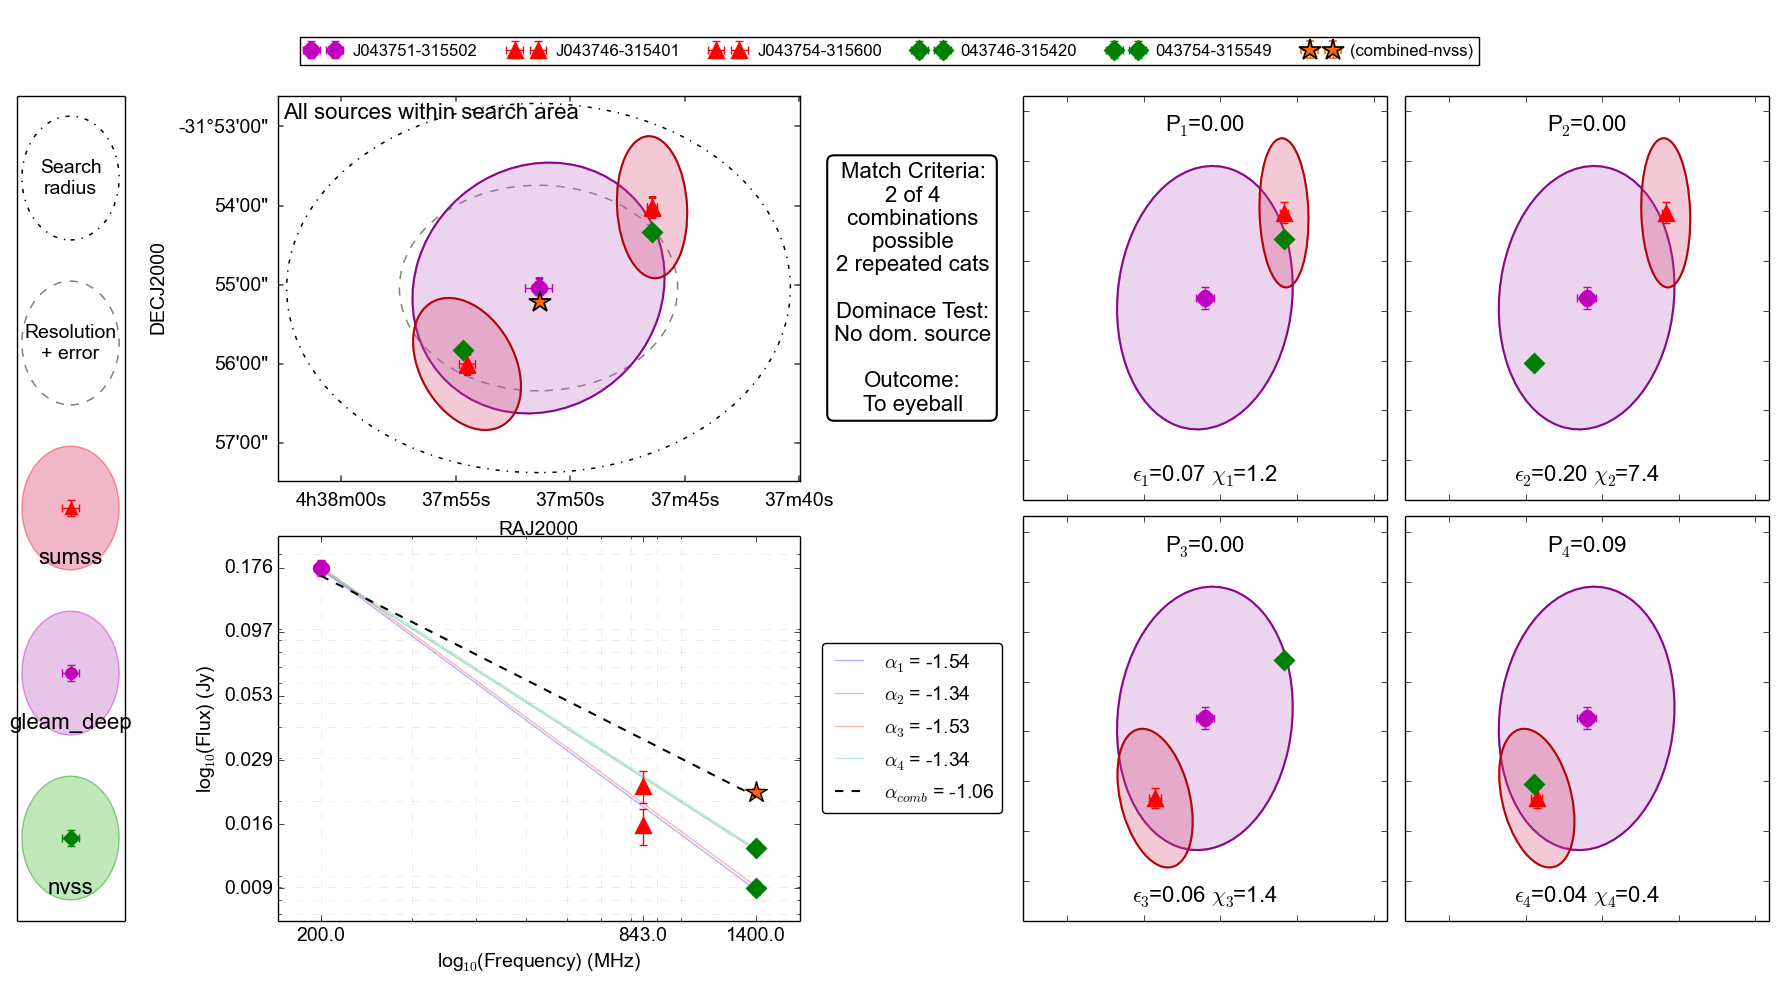 J043751-315502 J043746-315401 J043754-315600 043746-315420 043754-315549 (combined-nvss)
Search
radius
Resolution
+ error
sumss
gleam_deep
nvss
All sources within search area
DECJ2000
-31°53'00"
54'00"
55'00"
56'00"
57'00"
4h38m00s 37m55s 37m50s 37m45s 37m40s
RAJ2000
Match Criteria:
2 of 4
combinations
possible
2 repeated cats
Dominace Test:
No dom. source
Outcome:
To eyeball
P₁=0.00
ϵ₁=0.07 χ₁=1.2
P₂=0.00
ϵ₂=0.20 χ₂=7.4
log₁₀(Flux) (Jy)
0.176
0.097
0.053
0.029
0.016
0.009
200.0 843.0 1400.0
log₁₀(Frequency) (MHz)
α₁ = -1.54
α₂ = -1.34
α₃ = -1.53
α₄ = -1.34
α_comb = -1.06
P₃=0.00
ϵ₃=0.06 χ₃=1.4
P₄=0.09
ϵ₄=0.04 χ₄=0.4